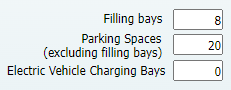 Filling bays 8
Parking Spaces
(excluding filling bays) 20
Electric Vehicle Charging Bays 0